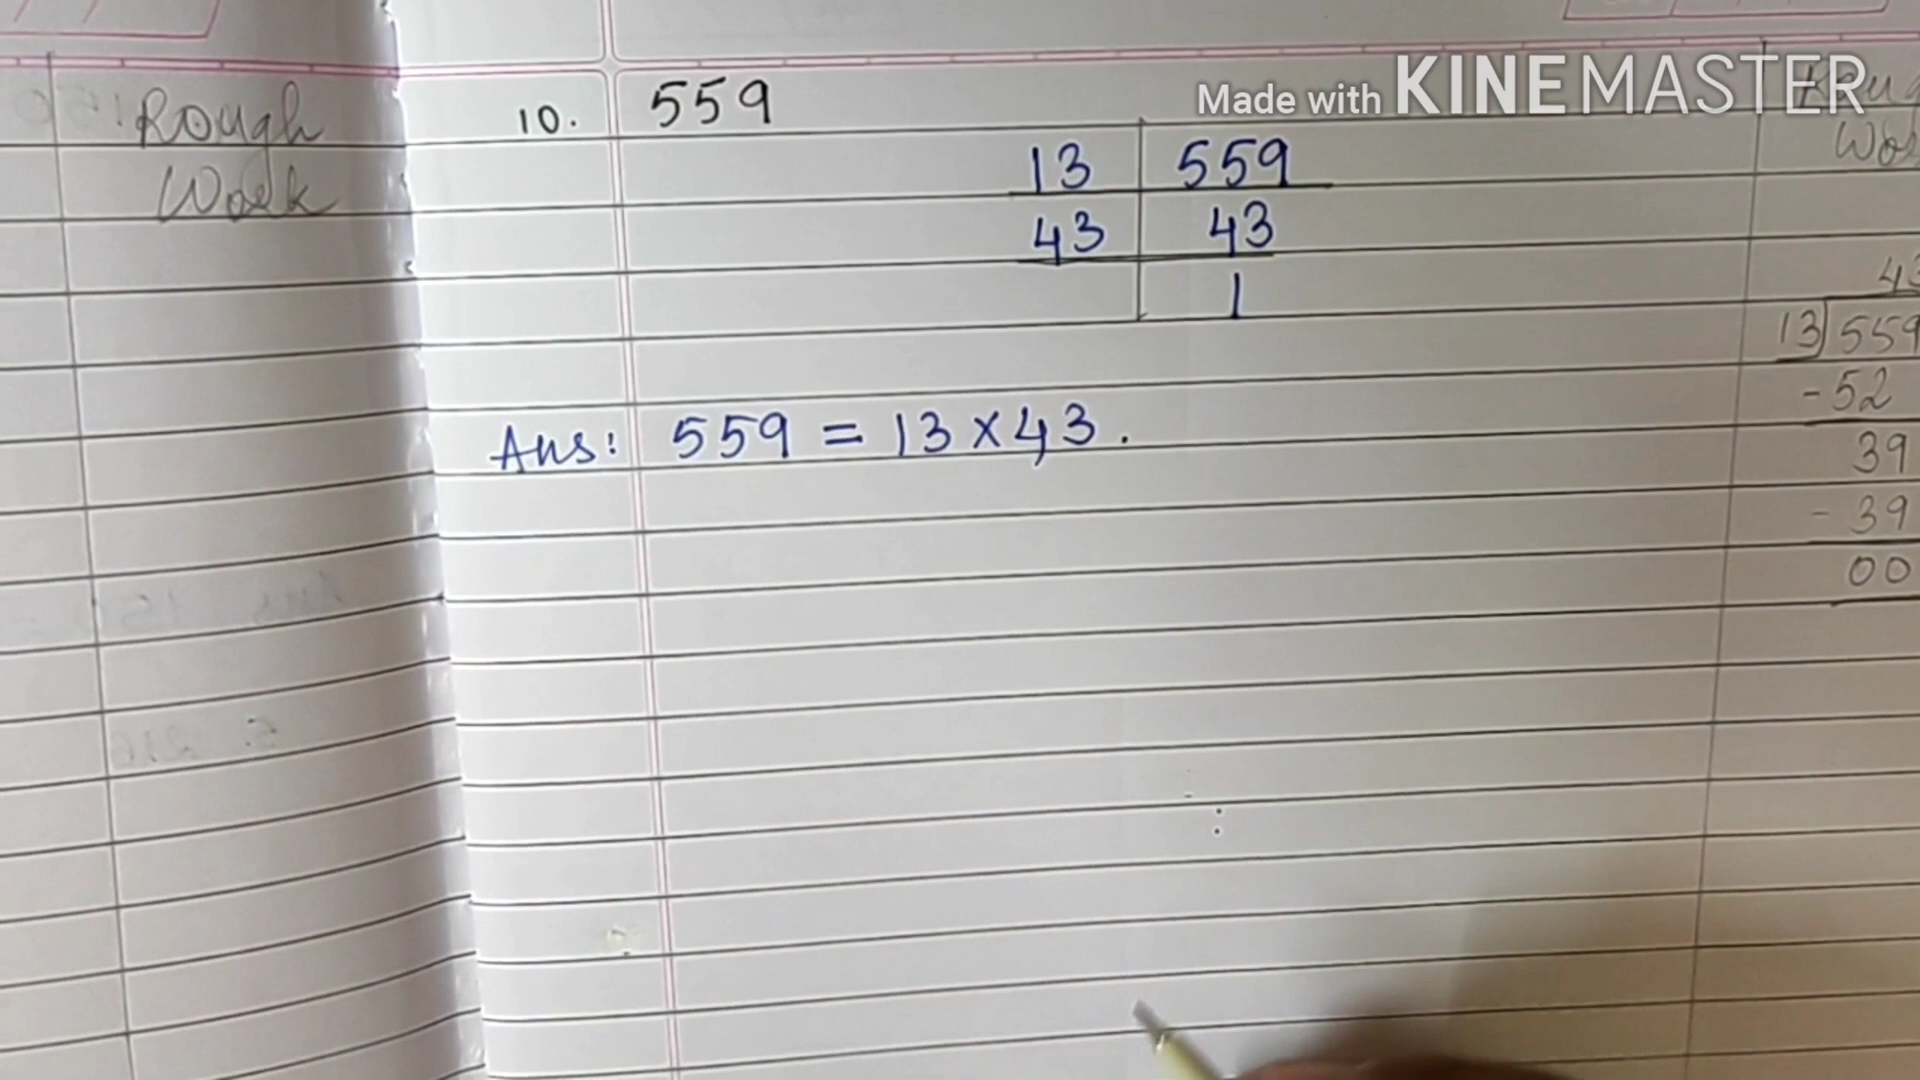 Made with KINEMASTER
Rough
Work
10. 559
13 559
43 43
1
Ans: 559 = 13 x 43.
43
13 559
- 52
39
- 39
00